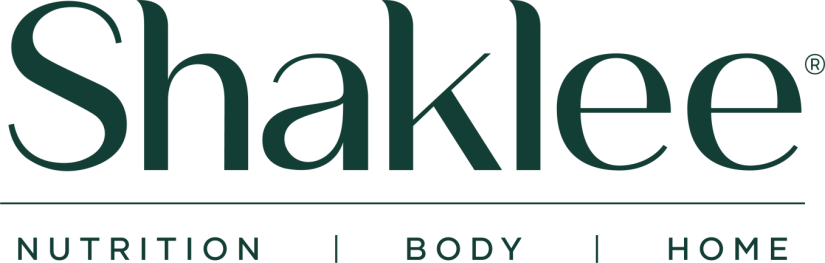 Shaklee®
NUTRITION | BODY | HOME